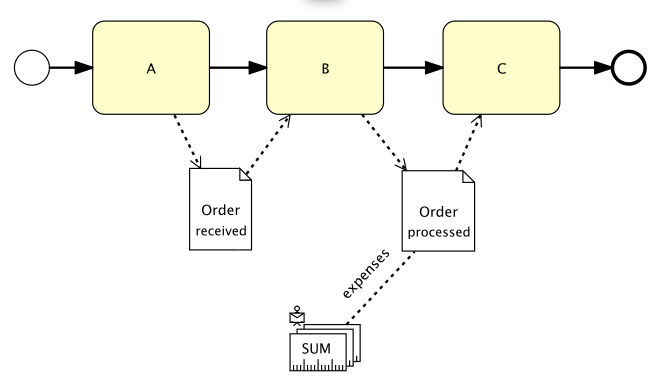 A
B
C
Order
received
Order
processed
expenses
SUM